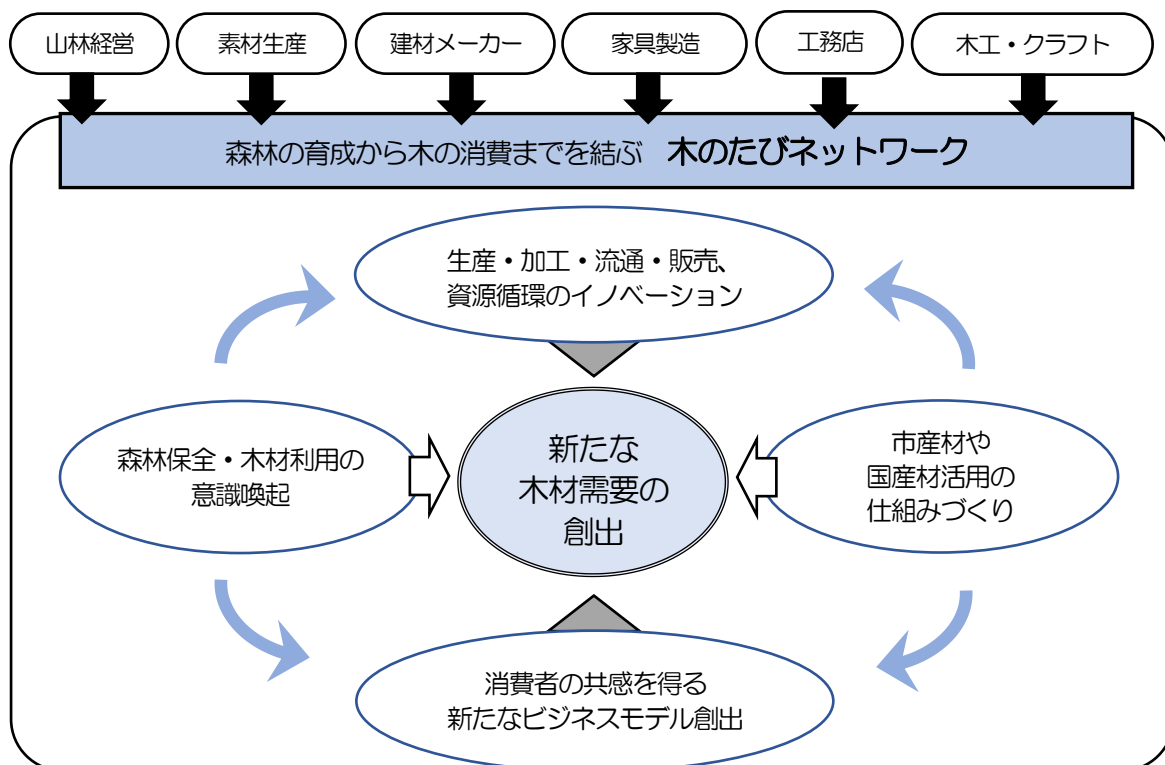 山林経営
素材生産
建材メーカー
家具製造
工務店
木工・クラフト
森林の育成から木の消費までを結ぶ 木のたびネットワーク
生産・加工・流通・販売、
資源循環のイノベーション
森林保全・木材利用の
意識喚起
新たな
木材需要の
創出
市産材や
国産材活用の
仕組みづくり
消費者の共感を得る
新たなビジネスモデル創出